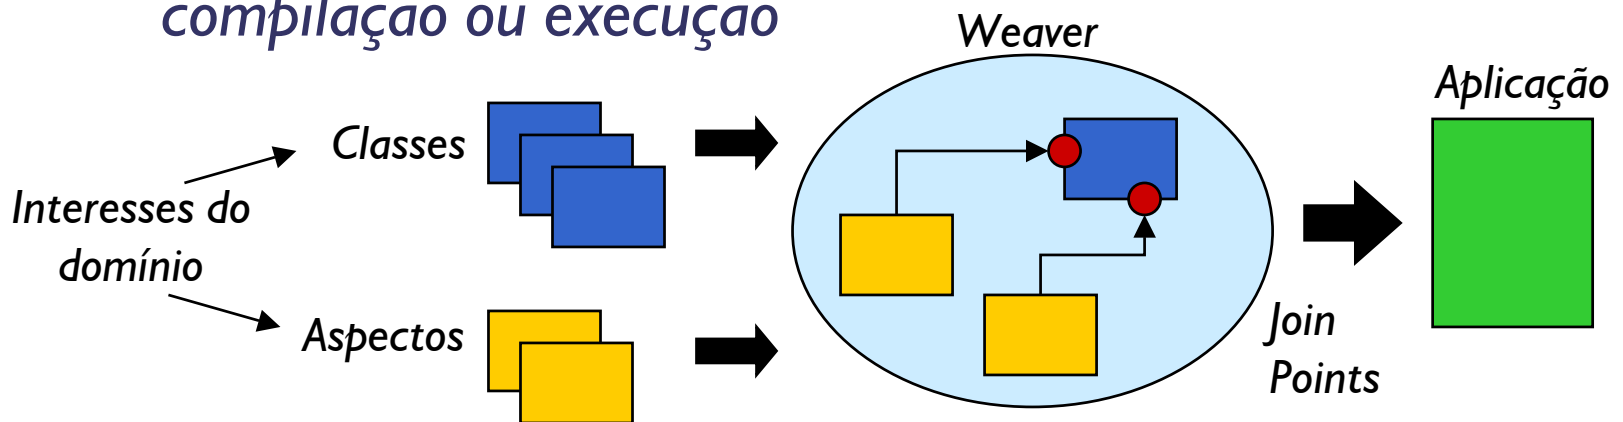 compilação ou execução
Weaver
Aplicação
Classes
Interesses do
domínio
Aspectos
Join
Points